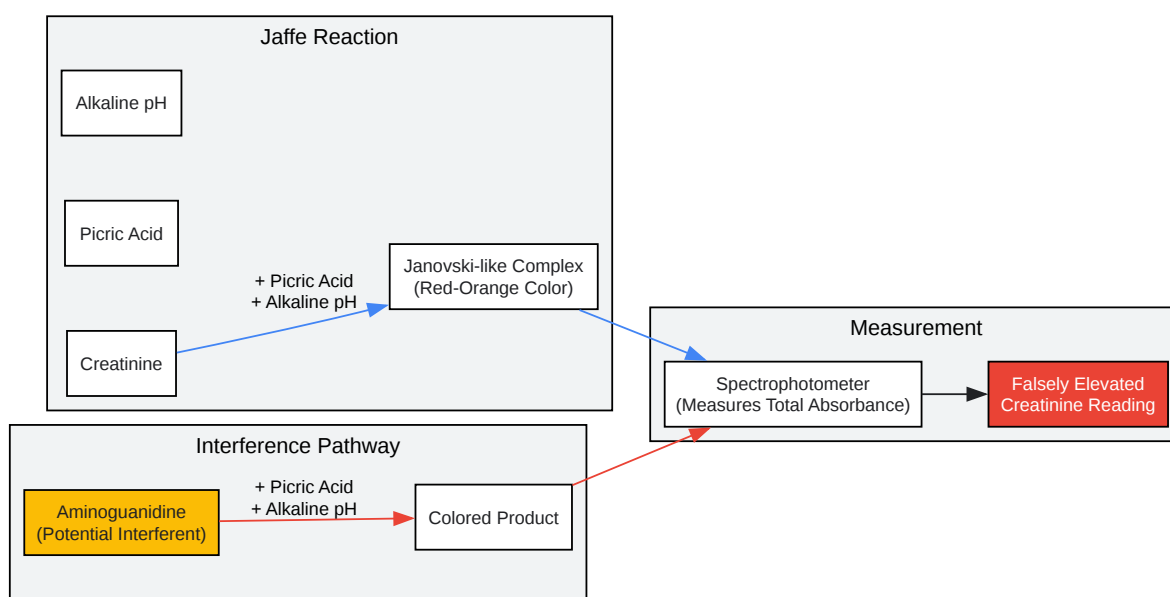 Jaffe Reaction
Alkaline pH
Picric Acid
Creatinine
+ Picric Acid
+ Alkaline pH
Janovski-like Complex
(Red-Orange Color)
Measurement
Spectrophotometer
(Measures Total Absorbance)
Falsely Elevated
Creatinine Reading
Interference Pathway
Aminoguanidine
(Potential Interferent)
+ Picric Acid
+ Alkaline pH
Colored Product